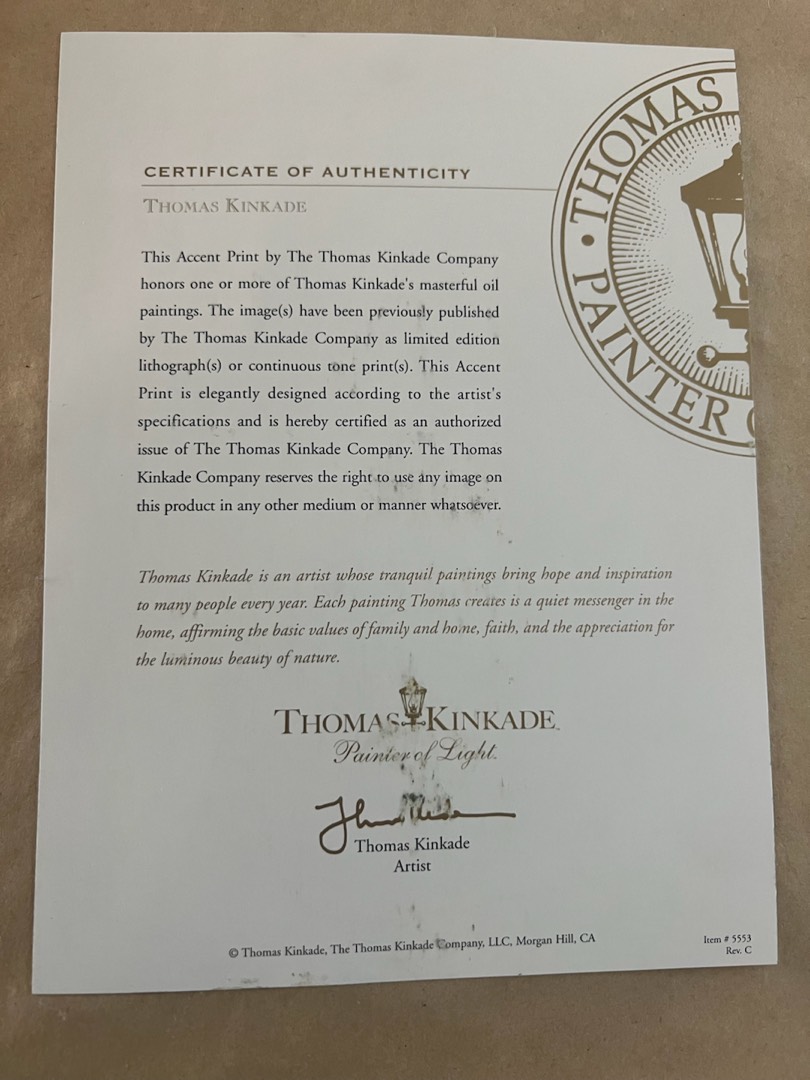 CERTIFICATE OF AUTHENTICITY
THOMAS KINKADE
This Accent Print by The Thomas Kinkade Company
honors one or more of Thomas Kinkade's masterful oil
paintings. The image(s) have been previously published
by The Thomas Kinkade Company as limited edition
lithograph(s) or continuous tone print(s). This Accent
Print is elegantly designed according to the artist's
specifications and is hereby certified as an authorized
issue of The Thomas Kinkade Company. The Thomas
Kinkade Company reserves the right to use any image on
this product in any other medium or manner whatsoever.
THOMAS
PAINTER
Thomas Kinkade is an artist whose tranquil paintings bring hope and inspiration
to many people every year. Each painting Thomas creates is a quiet messenger in the
home, affirming the basic values of family and home, faith, and the appreciation for
the luminous beauty of nature.
THOMAS KINKADE
Painter of Light
Thomas Kinkade
Artist
© Thomas Kinkade, The Thomas Kinkade Company, LLC, Morgan Hill, CA
Item # 5553
Rev. C